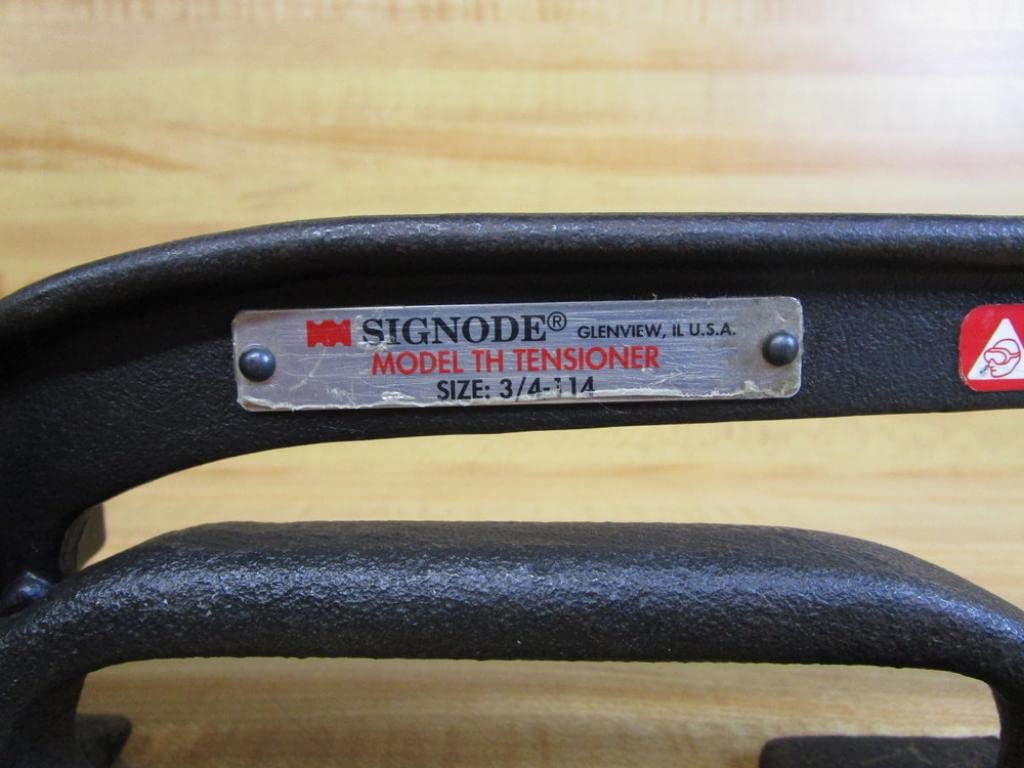 SIGNODE® GLENVIEW, IL U.S.A.
MODEL TH TENSIONER
SIZE: 3/4-114